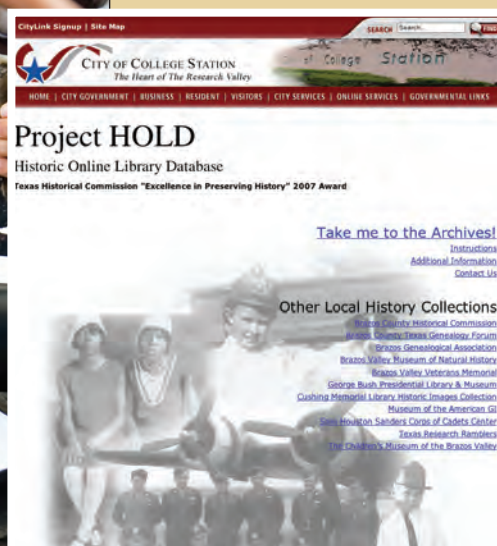 CityLink Signup | Site Map
SEARCH Search... FIND
CITY OF COLLEGE STATION
The Heart of The Research Valley
of College Station
HOME | CITY GOVERNMENT | BUSINESS | RESIDENT | VISITORS | CITY SERVICES | ONLINE SERVICES | GOVERNMENTAL LINKS
Project HOLD
Historic Online Library Database
Texas Historical Commission "Excellence in Preserving History" 2007 Award
Take me to the Archives!
Instructions
Additional Information
Contact Us
Other Local History Collections
Brazos County Historical Commission
Brazos County Texas Genealogy Forum
Brazos Genealogical Association
Brazos Valley Museum of Natural History
Brazos Valley Veterans Memorial
George Bush Presidential Library & Museum
Cushing Memorial Library Historic Images Collection
Museum of the American GI
Sam Houston Sanders Corps of Cadets Center
Texas Research Ramblers
The Children's Museum of the Brazos Valley